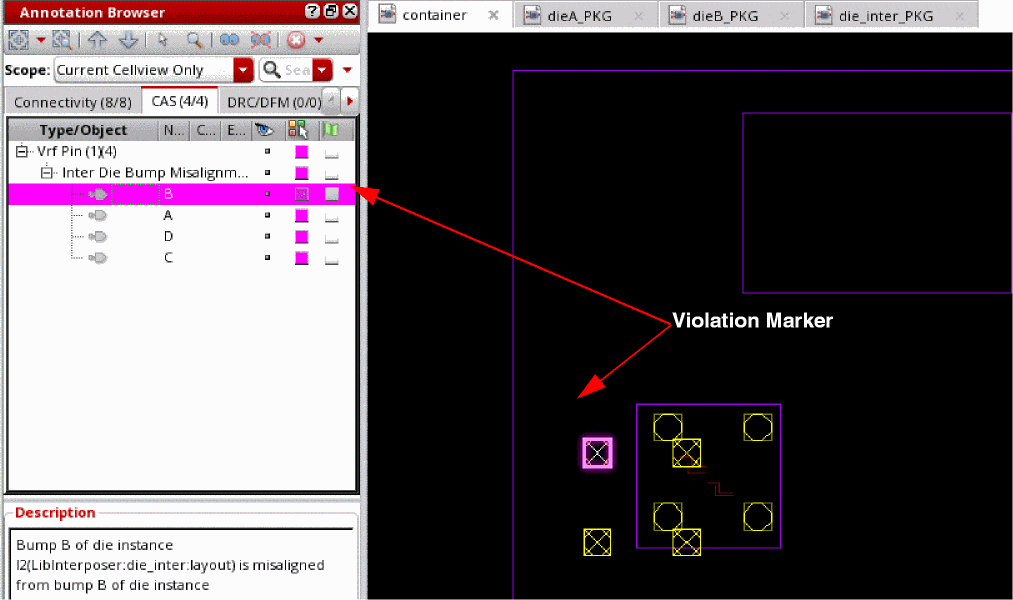 Annotation Browser
container
dieA_PKG
dieB_PKG
die_inter_PKG
Scope: Current Cellview Only
Sea
Connectivity (8/8) CAS (4/4) DRC/DFM (0/0)
Type/Object N... C... E...
Vrf Pin (1)(4)
Inter Die Bump Misalignm...
B
A
D
C
Violation Marker
Description
Bump B of die instance
I2(LibInterposer:die_inter:layout) is misaligned
from bump B of die instance